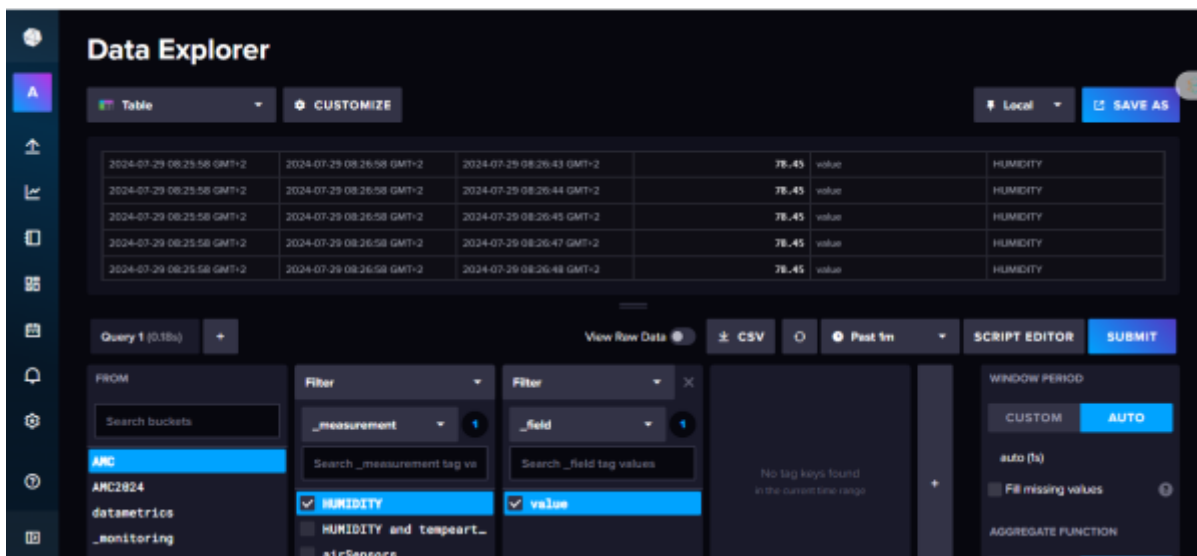 Data Explorer
A
Table
CUSTOMIZE
Local
SAVE AS
2024-07-29 08:25:58 GMT+2 2024-07-29 08:26:58 GMT+2 2024-07-29 08:26:43 GMT+2 78.45 value HUMIDITY
2024-07-29 08:25:58 GMT+2 2024-07-29 08:26:58 GMT+2 2024-07-29 08:26:44 GMT+2 78.45 value HUMIDITY
2024-07-29 08:25:58 GMT+2 2024-07-29 08:26:58 GMT+2 2024-07-29 08:26:45 GMT+2 78.45 value HUMIDITY
2024-07-29 08:25:58 GMT+2 2024-07-29 08:26:58 GMT+2 2024-07-29 08:26:47 GMT+2 78.45 value HUMIDITY
2024-07-29 08:25:58 GMT+2 2024-07-29 08:26:58 GMT+2 2024-07-29 08:26:48 GMT+2 78.45 value HUMIDITY
Query 1 (0.18s) +
View Raw Data
CSV
Past 1m
SCRIPT EDITOR
SUBMIT
FROM
Search buckets
AMC
AMC2024
datametrics
_monitoring
Filter
_measurement 1
Search _measurement tag va
HUMIDITY
HUMIDITY and tempeart…
airSensors
Filter
_field 1
Search _field tag values
value
No tag keys found
in the current time range
+
WINDOW PERIOD
CUSTOM AUTO
auto (1s)
Fill missing values
AGGREGATE FUNCTION